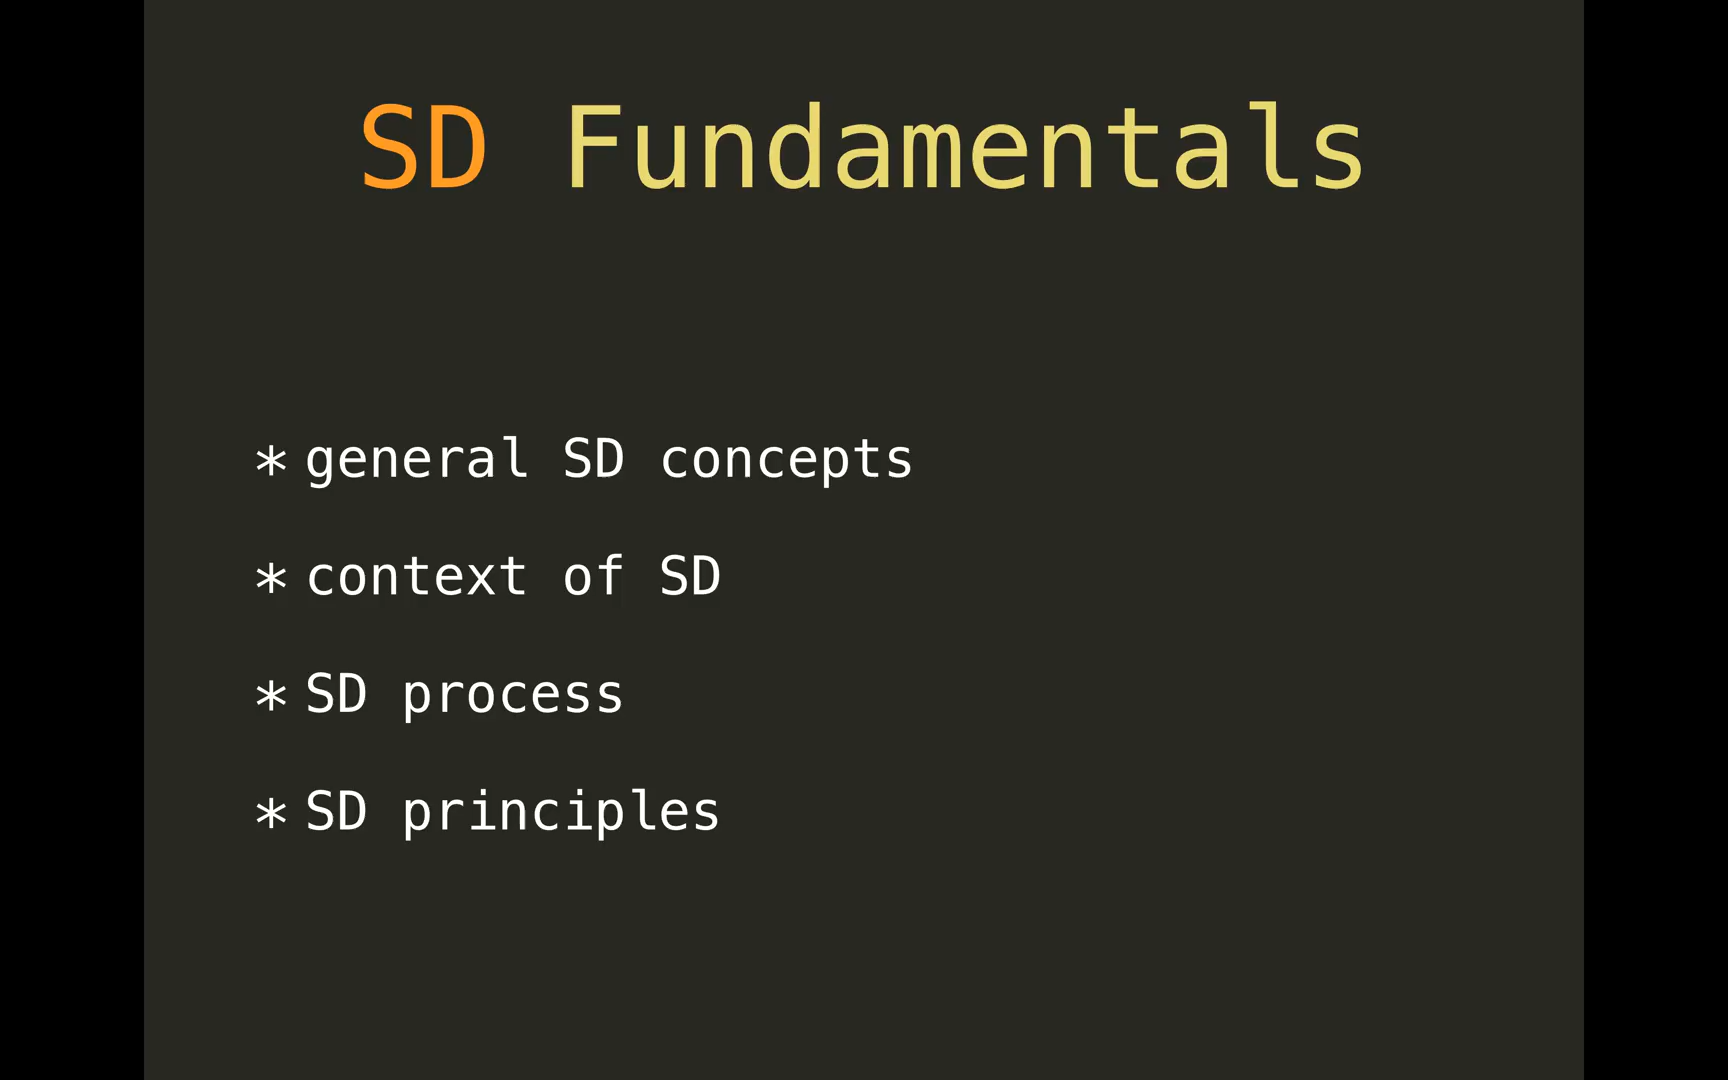 SD Fundamentals
* general SD concepts
* context of SD
* SD process
* SD principles